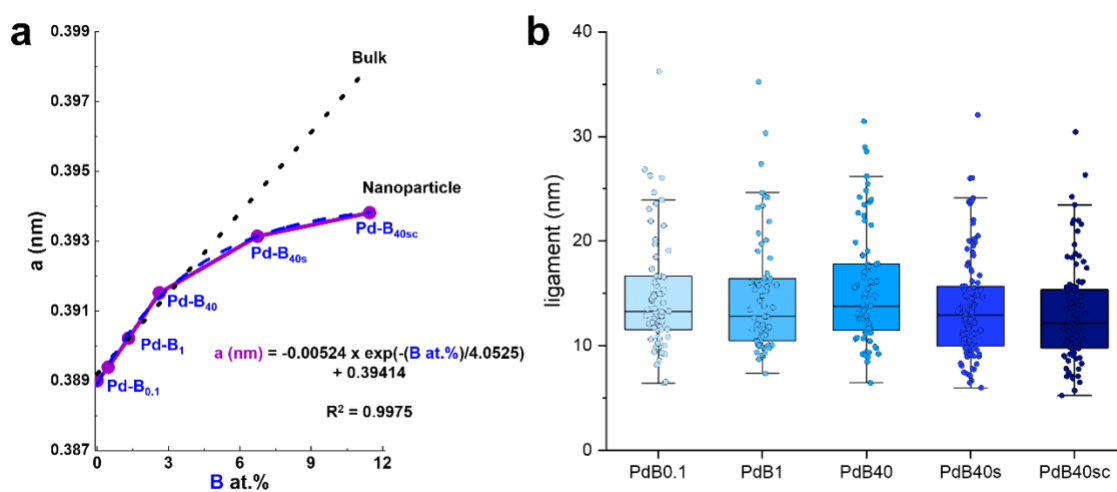 a
0.399
0.397
0.395
0.393
0.391
0.389
0.387
a (nm)
Bulk
Nanoparticle
Pd-B40sc
Pd-B40s
Pd-B40
Pd-B1
Pd-B0.1
a (nm) = -0.00524 x exp(-(B at.%)/4.0525)
+ 0.39414
R2 = 0.9975
0 3 6 9 12
B at.%
b
40
30
20
10
0
ligament (nm)
PdB0.1 PdB1 PdB40 PdB40s PdB40sc